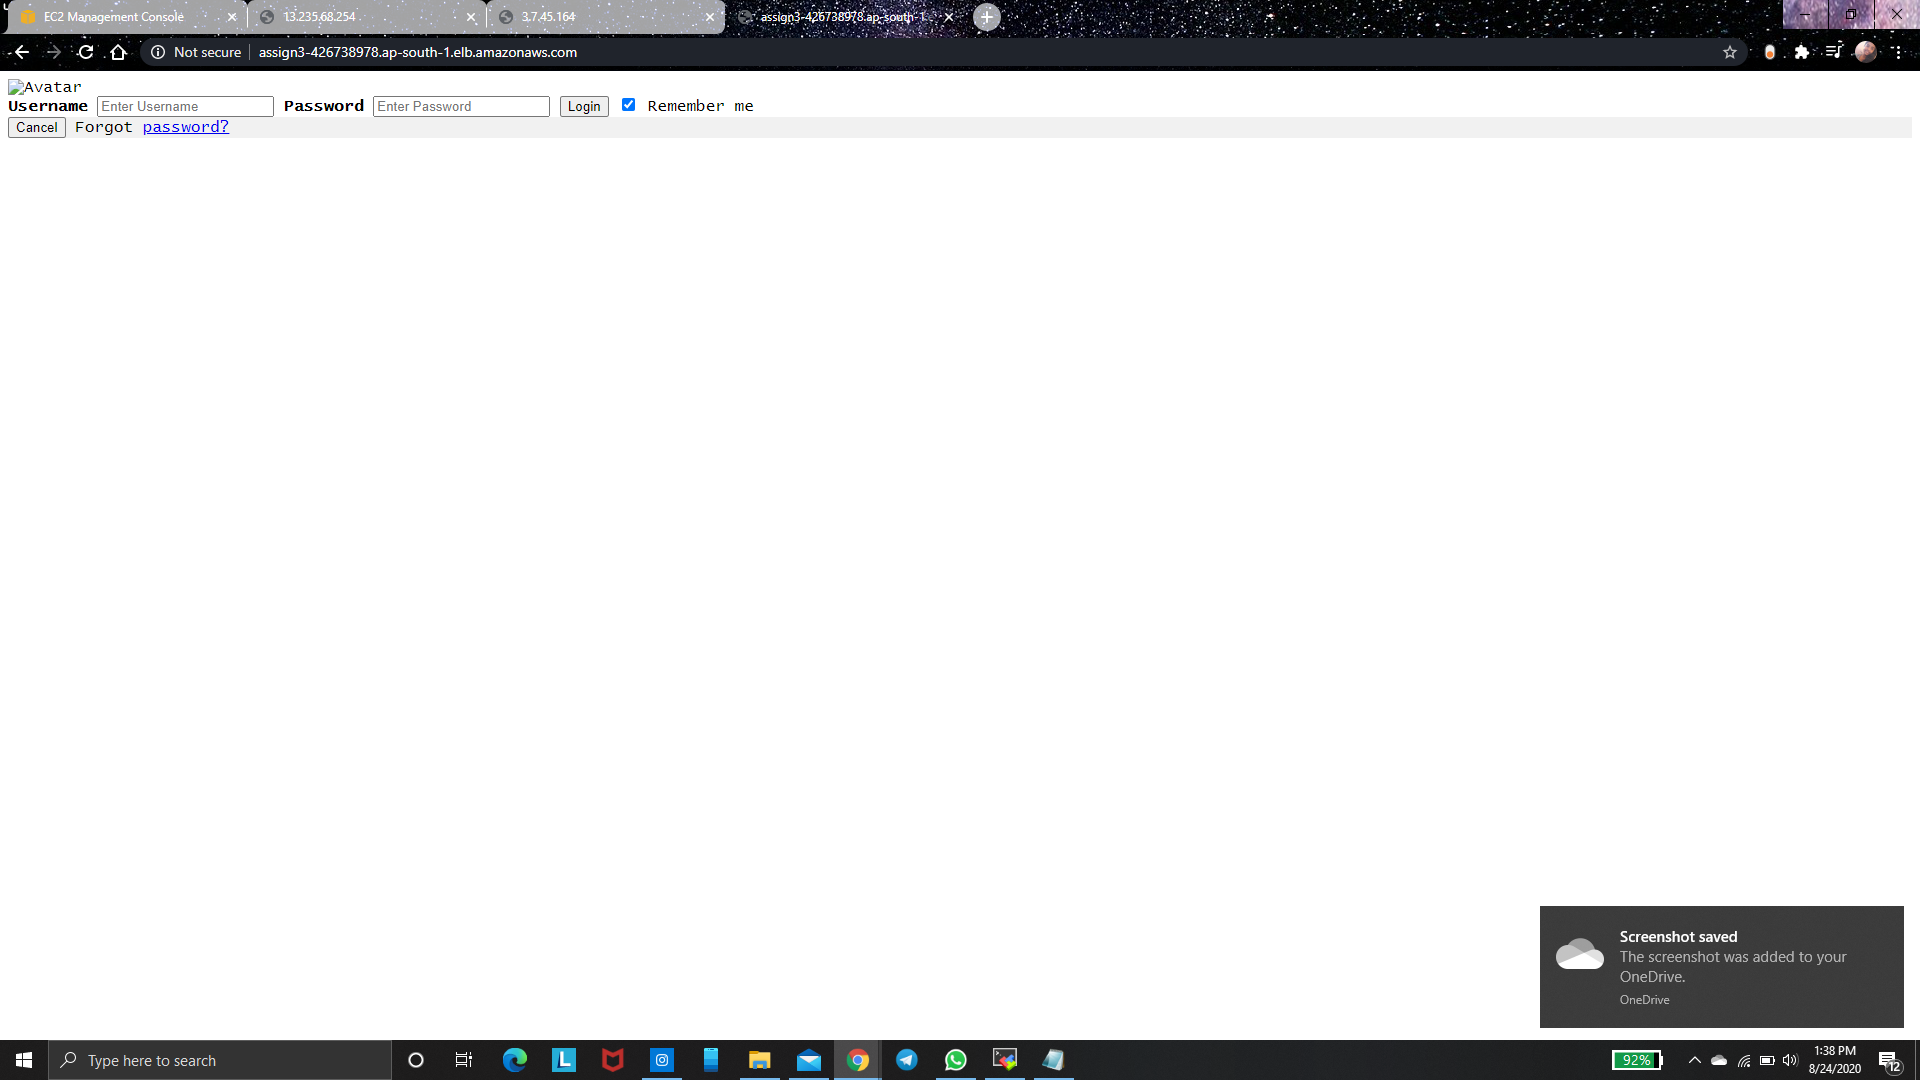 EC2 Management Console
13.235.68.254
3.7.45.164
assign3-426738978.ap-south-1
Not secure
assign3-426738978.ap-south-1.elb.amazonaws.com
Avatar
Username Enter Username Password Enter Password Login Remember me
Cancel Forgot password?
Screenshot saved
The screenshot was added to your
OneDrive.
OneDrive
Type here to search
L
92%
1:38 PM
8/24/2020
12